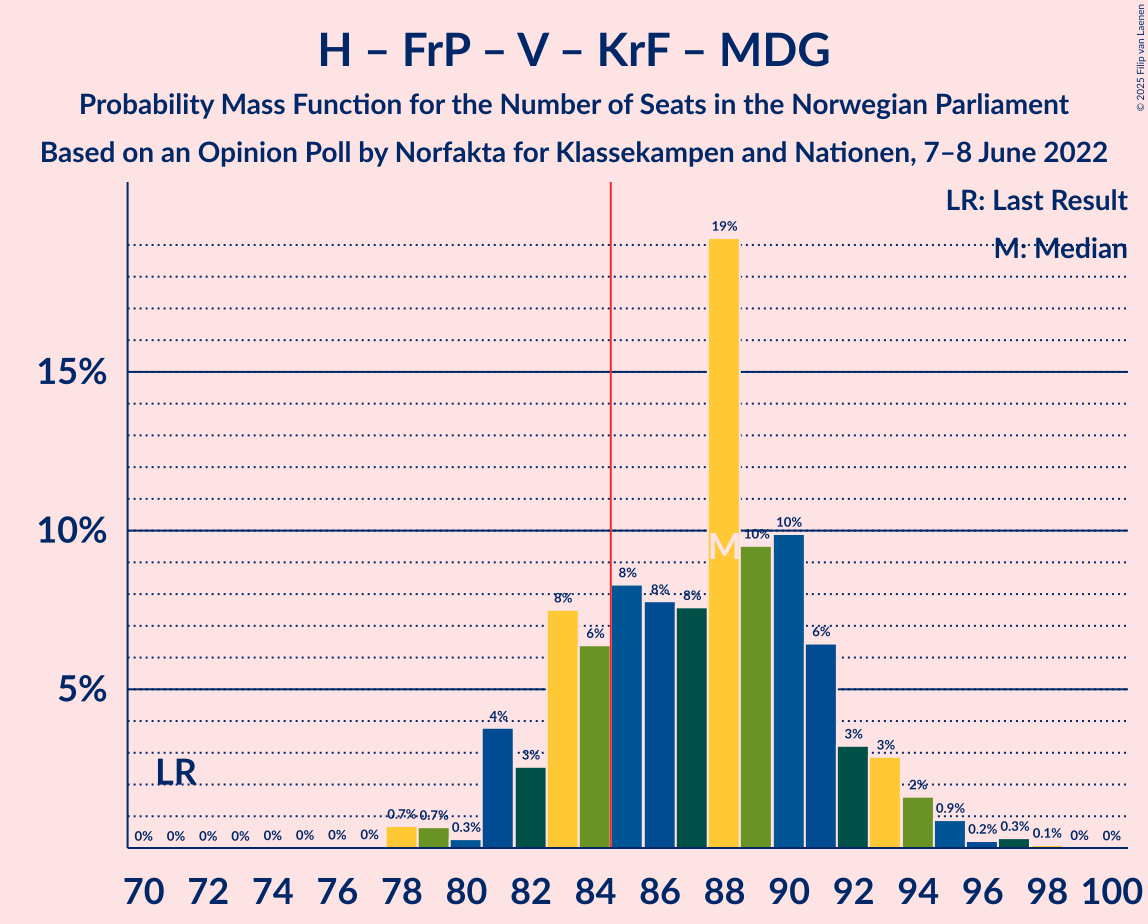 H – FrP – V – KrF – MDG
Probability Mass Function for the Number of Seats in the Norwegian Parliament
Based on an Opinion Poll by Norfakta for Klassekampen and Nationen, 7–8 June 2022
© 2025 Filip van Laenen
LR: Last Result
M: Median
15%
10%
5%
LR
M
0% 0% 0% 0% 0% 0% 0% 0% 0.7% 0.7% 0.3% 4% 3% 8% 6% 8% 8% 8% 19% 10% 10% 6% 3% 3% 2% 0.9% 0.2% 0.3% 0.1% 0% 0%
70 72 74 76 78 80 82 84 86 88 90 92 94 96 98 100